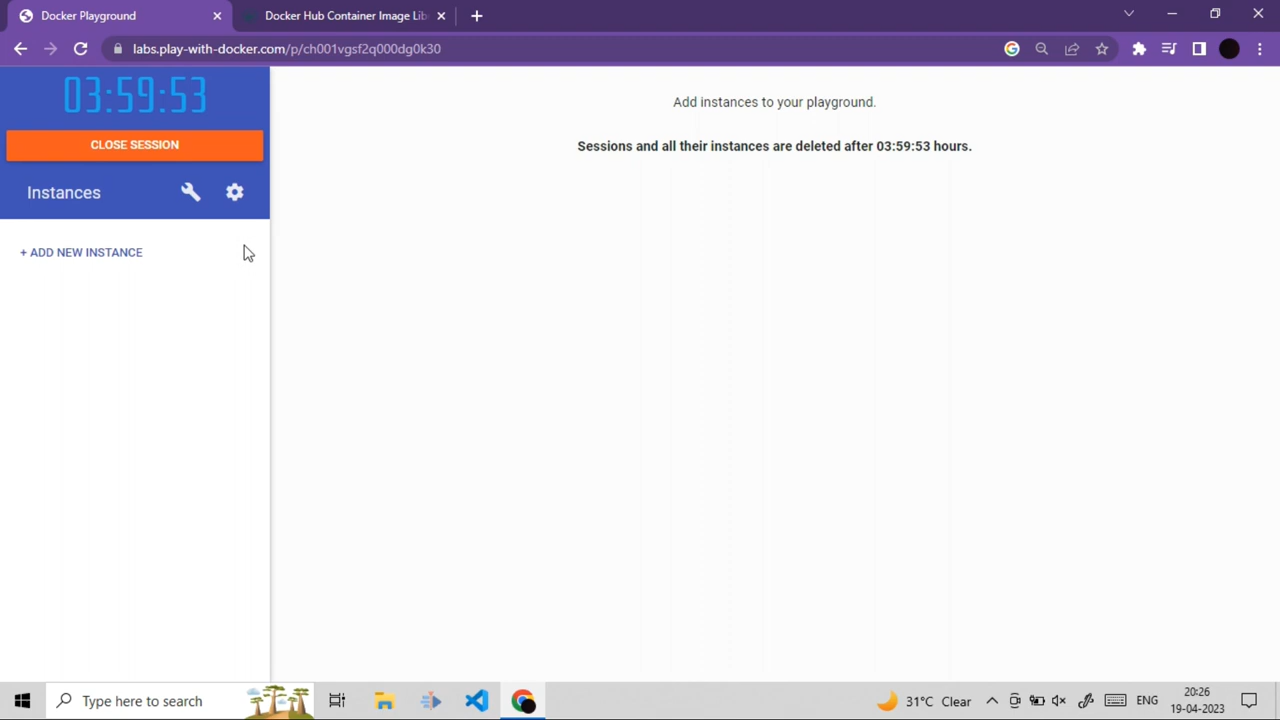 Docker Playground
Docker Hub Container Image Lib
labs.play-with-docker.com/p/ch001vgsf2q000dg0k30
03:59:53
CLOSE SESSION
Instances
+ ADD NEW INSTANCE
Add instances to your playground.
Sessions and all their instances are deleted after 03:59:53 hours.
Type here to search
31°C Clear
ENG
20:26
19-04-2023